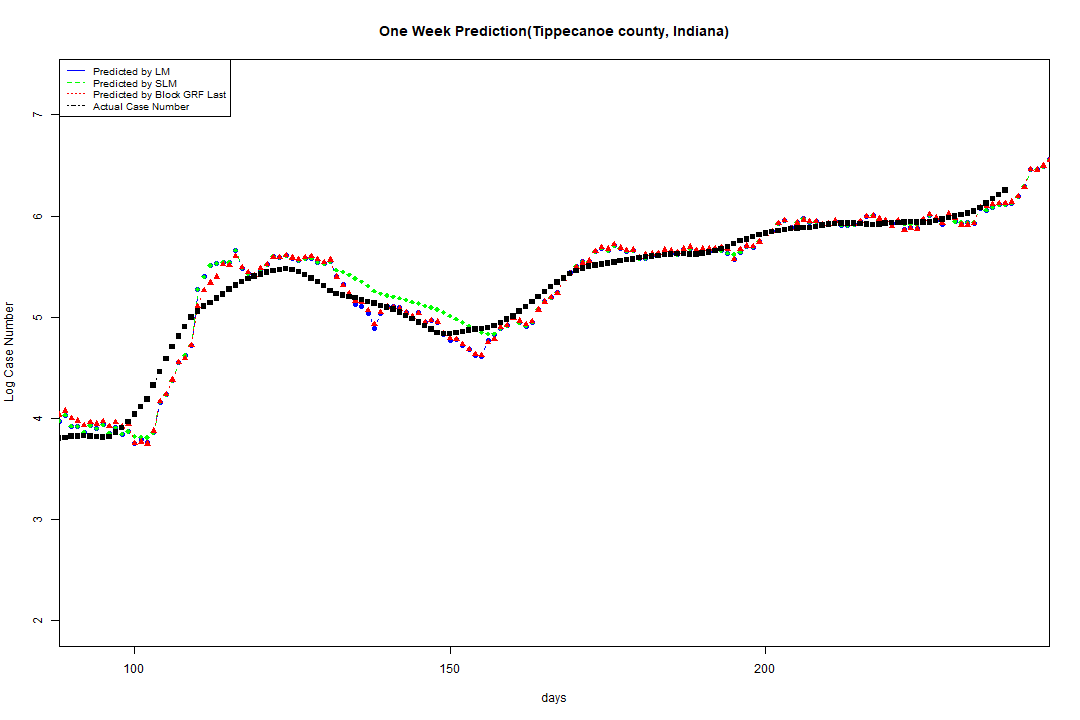 One Week Prediction(Tippecanoe county, Indiana)
Predicted by LM
Predicted by SLM
Predicted by Block GRF Last
Actual Case Number
7
6
5
4
3
2
Log Case Number
100 150 200
days